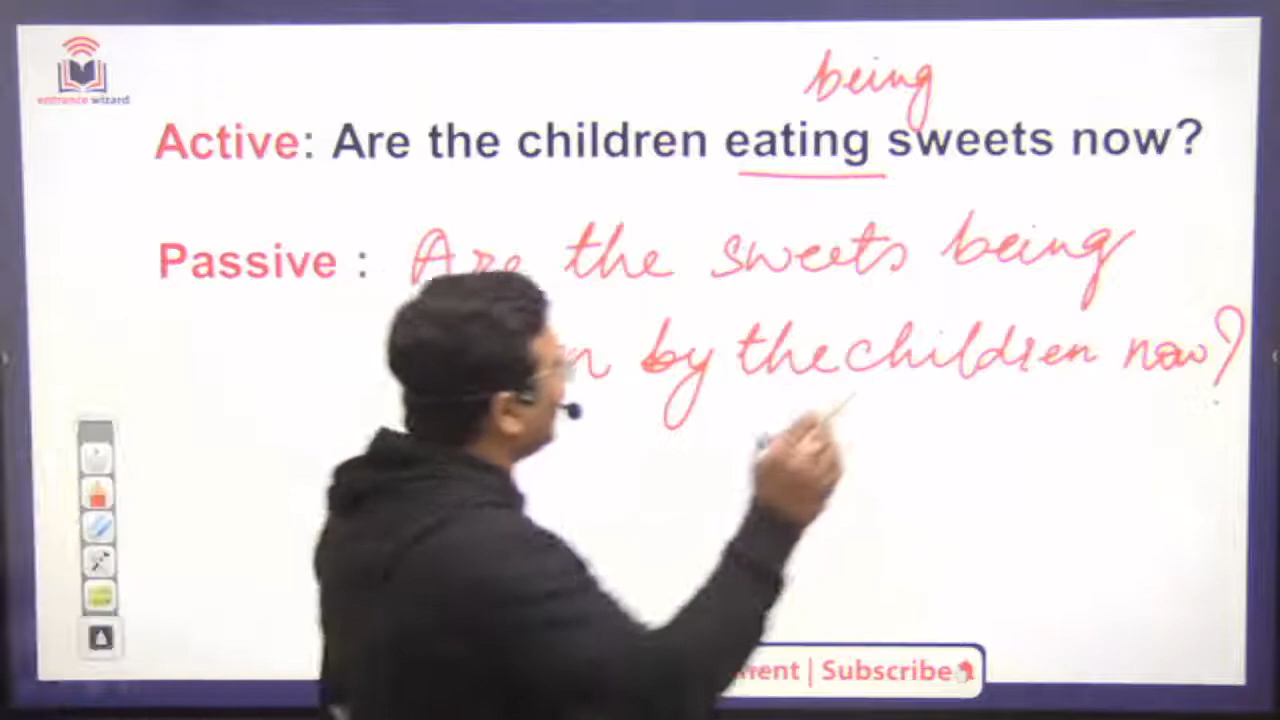 entrance wizard
being
Active: Are the children eating sweets now?
Passive : Are the sweets being
by the children now?
| Subscribe